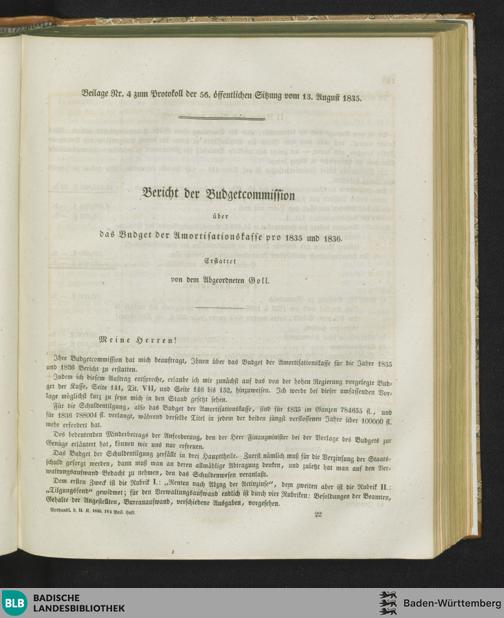 Beilage Nr. 4 zum Protokoll der 56. öffentlichen Sitzung vom 13. August 1835.
Bericht der Budgetcommission
über
das Budget der Amortisationskasse pro 1835 und 1836.
Erstattet
von dem Abgeordneten Goll.
Meine Herren!
Ihre Budgetcommission hat mich beauftragt, Ihnen über das Budget der Amortisationskasse für die Jahre 1835
und 1836 Bericht zu erstatten.
Indem ich diesem Auftrag entspreche, erlaube ich mir zunächst auf das von der hohen Regierung vorgelegte Bud-
get der Kasse, Seite 141, Tit. VII, und Seite 146 bis 152, hinzuweisen. Ich werde bei dieser umfassenden Vor-
lage möglichst kurz zu seyn mich in den Stand gesetzt sehen.
Für die Schuldentilgung, also das Budget der Amortisationskasse, sind für 1835 im Ganzen 784655 fl., und
für 1836 788004 fl. verlangt, während derselbe Titel in jedem der beiden jüngst verflossenen Jahre über 100000 fl.
mehr erfordert hat.
Des bedeutenden Minderbetrags der Anforderung, den der Herr Finanzminister bei der Vorlage des Budgets zur
Genüge erläutert hat, können wir uns nur erfreuen.
Das Budget der Schuldentilgung zerfällt in drei Haupttheile. Zuerst nämlich muß für die Verzinsung der Staats-
schuld gesorgt werden, dann muß man an deren allmählige Abtragung denken, und zuletzt hat man auf den Ver-
waltungsaufwand Bedacht zu nehmen, den das Schuldenwesen veranlaßt.
Dem ersten Zweck ist die Rubrik I.: „Renten nach Abzug der Activzinse“, dem zweiten aber ist die Rubrik II.:
„Tilgungsfond“ gewidmet; für den Verwaltungsaufwand endlich ist durch vier Rubriken: Besoldungen der Beamten,
Gehalte der Angestellten, Bureauaufwand, verschiedene Ausgaben, vorgesehen.
Verhandl. d. II. K. 1835, IVs Beil. Heft. 22
BLB BADISCHE
LANDESBIBLIOTHEK
Baden-Württemberg